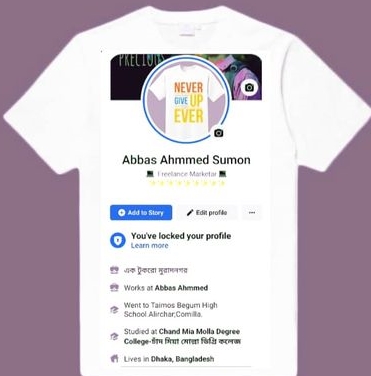 PRECIOUS
NEVER
GIVE UP
EVER
Abbas Ahmmed Sumon
Freelance Marketar
Add to Story
Edit profile
You've locked your profile
Learn more
এক টুকরো মুরাদনগর
Works at Abbas Ahmmed
Went to Taimos Begum High
School.Alirchar,Comilla.
Studied at Chand Mia Molla Degree
College-চাঁদ মিয়া মোল্লা ডিগ্রি কলেজ
Lives in Dhaka, Bangladesh